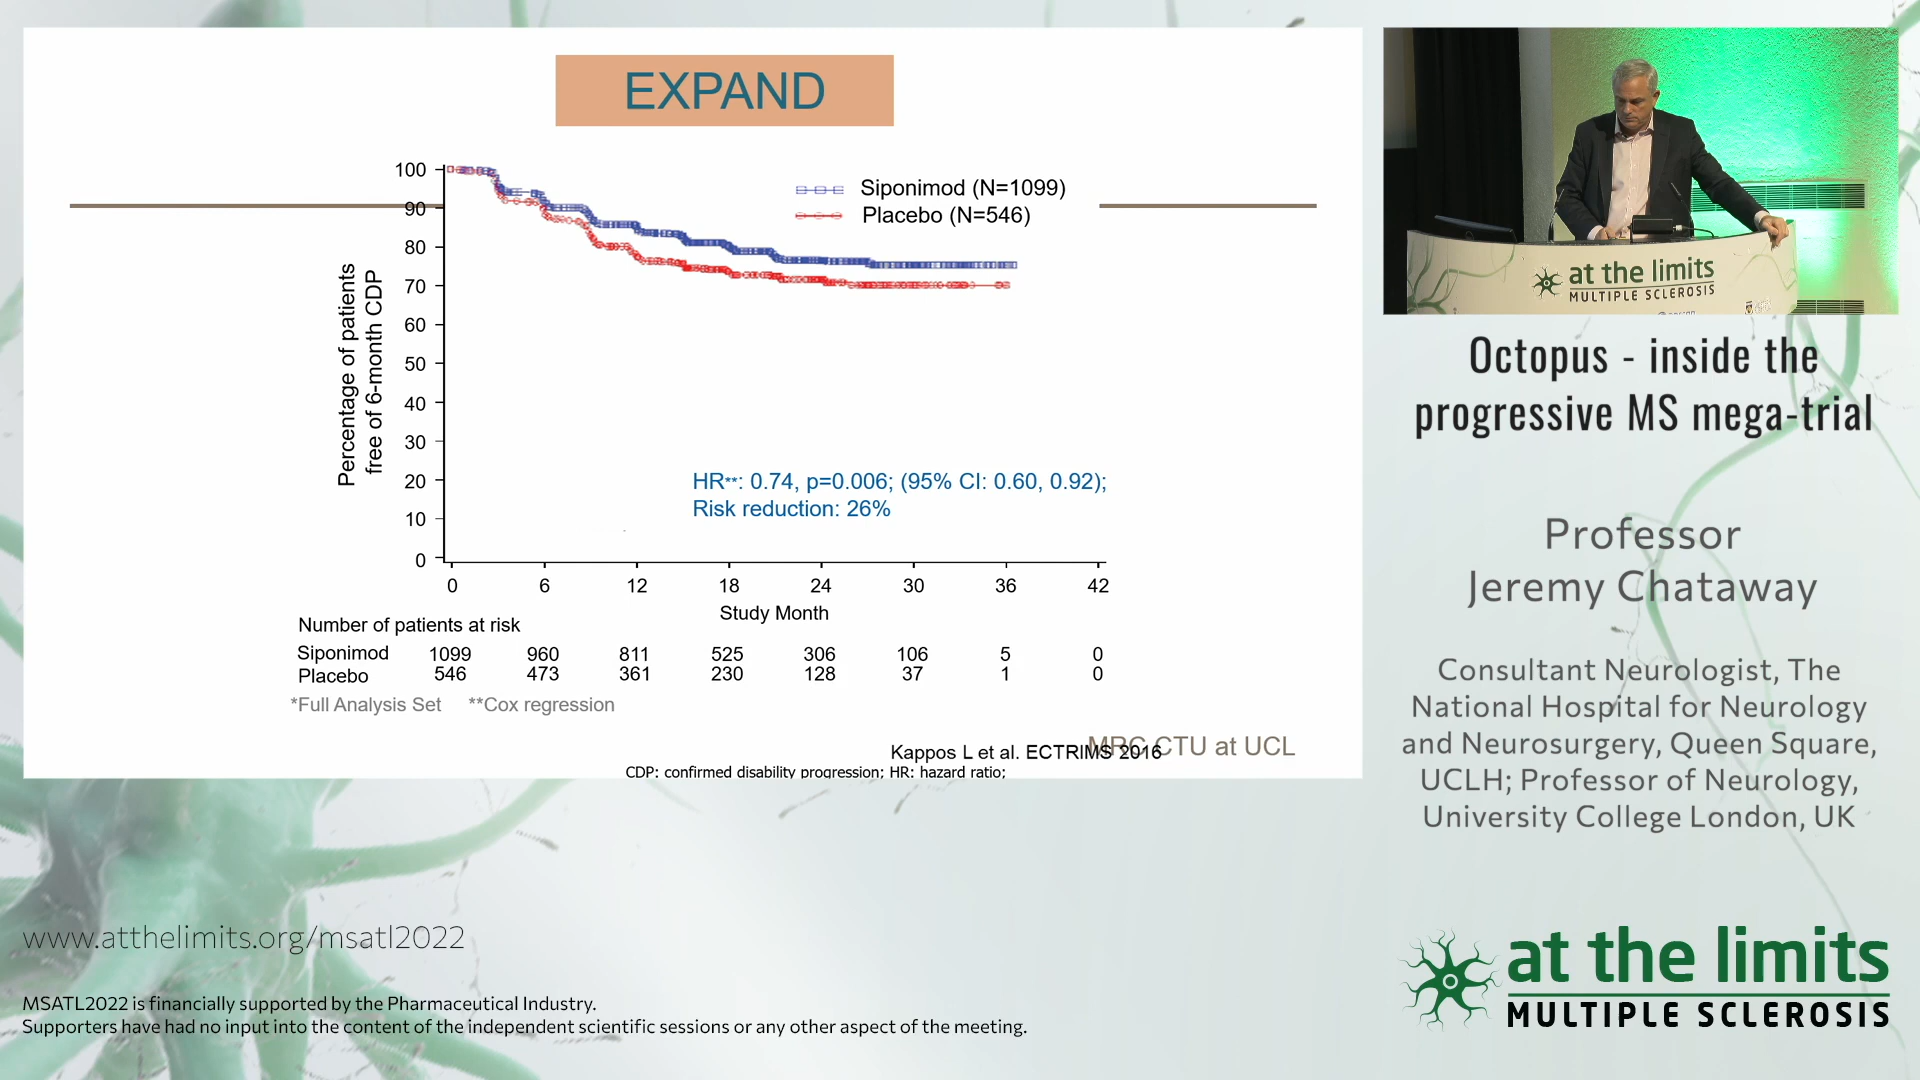 EXPAND
100
90
80
70
60
50
40
30
20
10
0
Percentage of patients
free of 6-month CDP
Siponimod (N=1099)
Placebo (N=546)
HR**: 0.74, p=0.006; (95% CI: 0.60, 0.92);
Risk reduction: 26%
0 6 12 18 24 30 36 42
Study Month
Number of patients at risk
Siponimod 1099 960 811 525 306 106 5 0
Placebo 546 473 361 230 128 37 1 0
*Full Analysis Set **Cox regression
MRC CTU at UCL
Kappos L et al. ECTRIMS 2016
CDP: confirmed disability progression; HR: hazard ratio;
at the limits
MULTIPLE SCLEROSIS
Octopus - inside the
progressive MS mega-trial
Professor
Jeremy Chataway
Consultant Neurologist, The
National Hospital for Neurology
and Neurosurgery, Queen Square,
UCLH; Professor of Neurology,
University College London, UK
www.atthelimits.org/msatl2022
MSATL2022 is financially supported by the Pharmaceutical Industry.
Supporters have had no input into the content of the independent scientific sessions or any other aspect of the meeting.
at the limits
MULTIPLE SCLEROSIS